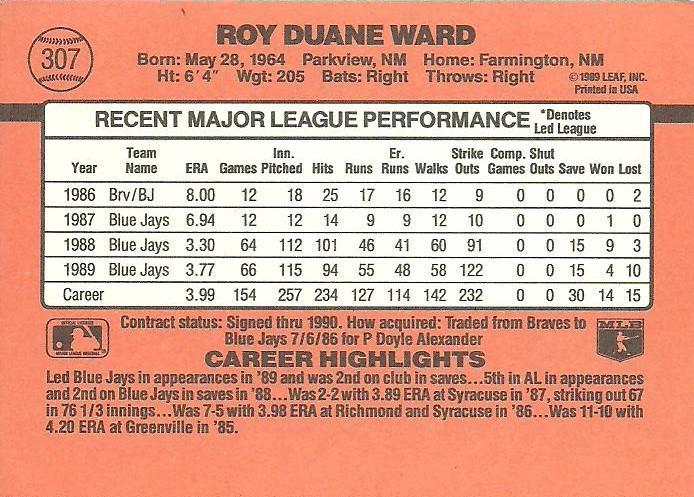 307
ROY DUANE WARD
Born: May 28, 1964 Parkview, NM Home: Farmington, NM
Ht: 6'4" Wgt: 205 Bats: Right Throws: Right
©1989 LEAF, INC.
Printed in USA
RECENT MAJOR LEAGUE PERFORMANCE *Denotes Led League
Year Team Name ERA Games Inn. Pitched Hits Runs Er. Runs Walks Strike Outs Comp. Games Shut Outs Save Won Lost
1986 Brv/BJ 8.00 12 18 25 17 16 12 9 0 0 0 0 2
1987 Blue Jays 6.94 12 12 14 9 9 12 10 0 0 0 1 0
1988 Blue Jays 3.30 64 112 101 46 41 60 91 0 0 15 9 3
1989 Blue Jays 3.77 66 115 94 55 48 58 122 0 0 15 4 10
Career 3.99 154 257 234 127 114 142 232 0 0 30 14 15
Contract status: Signed thru 1990. How acquired: Traded from Braves to
Blue Jays 7/6/86 for P Doyle Alexander
MLB
CAREER HIGHLIGHTS
Led Blue Jays in appearances in '89 and was 2nd on club in saves...5th in AL in appearances
and 2nd on Blue Jays in saves in '88...Was 2-2 with 3.89 ERA at Syracuse in '87, striking out 67
in 76 1/3 innings...Was 7-5 with 3.98 ERA at Richmond and Syracuse in '86...Was 11-10 with
4.20 ERA at Greenville in '85.